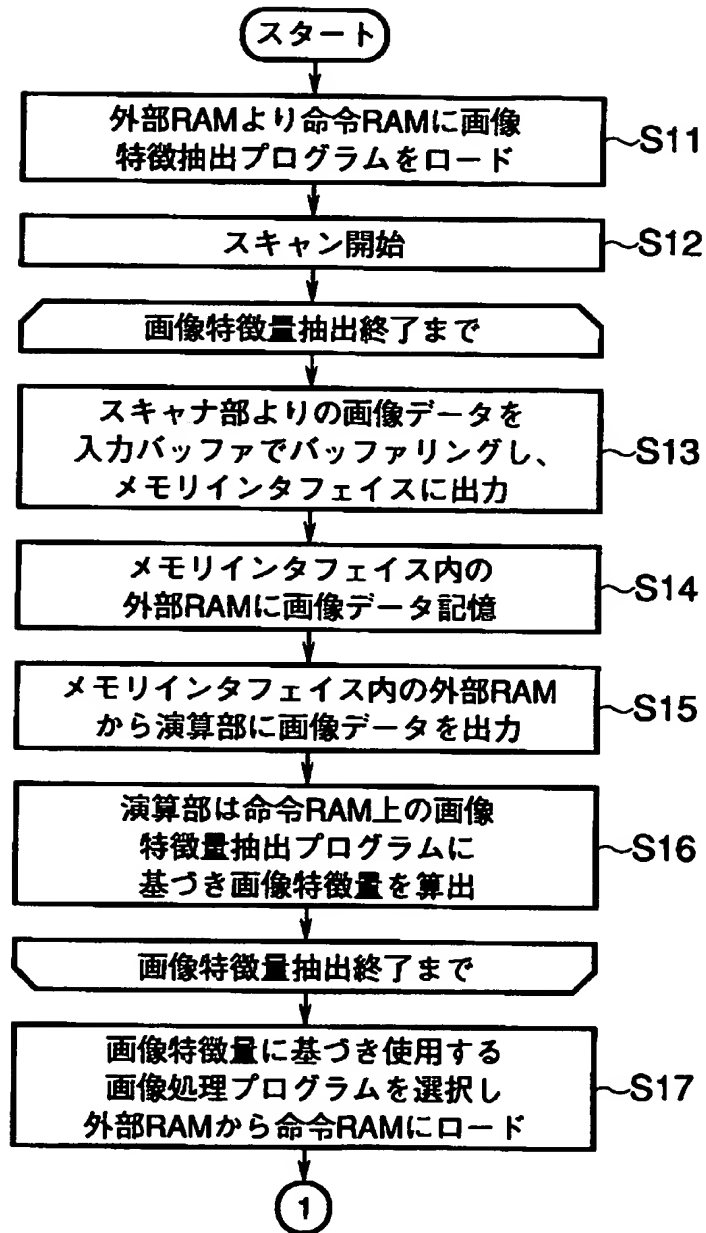 スタート
外部RAMより命令RAMに画像
特徴抽出プログラムをロード
~S11
スキャン開始
~S12
画像特徴量抽出終了まで
スキャナ部よりの画像データを
入力バッファでバッファリングし、
メモリインタフェイスに出力
~S13
メモリインタフェイス内の
外部RAMに画像データ記憶
~S14
メモリインタフェイス内の外部RAM
から演算部に画像データを出力
~S15
演算部は命令RAM上の画像
特徴量抽出プログラムに
基づき画像特徴量を算出
~S16
画像特徴量抽出終了まで
画像特徴量に基づき使用する
画像処理プログラムを選択し
外部RAMから命令RAMにロード
~S17
1